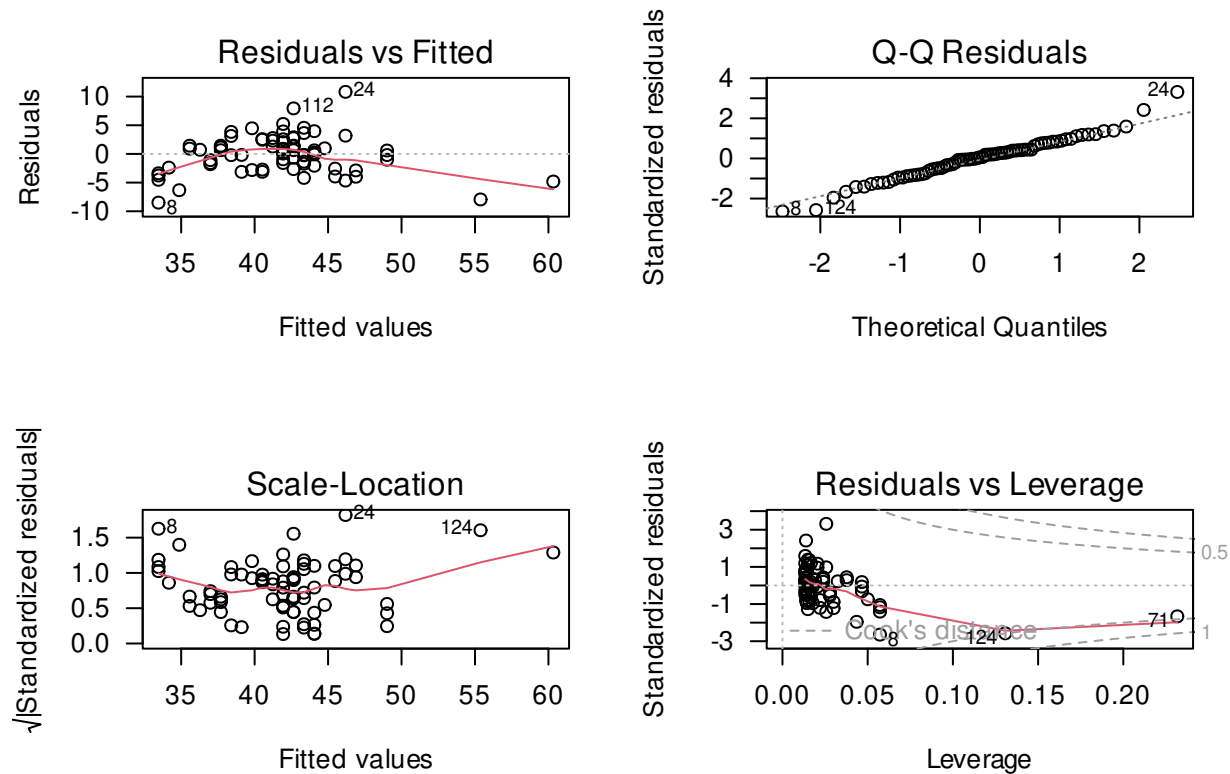 Residuals vs Fitted
Residuals
10
5
0
-5
-10
24
112
8
35 40 45 50 55 60
Fitted values
Q-Q Residuals
Standardized residuals
4
2
0
-2
24
8
124
-2 -1 0 1 2
Theoretical Quantiles
Scale-Location
√|Standardized residuals|
1.5
1.0
0.5
0.0
8
24
124
35 40 45 50 55 60
Fitted values
Residuals vs Leverage
Standardized residuals
3
1
-1
-3
0.5
1
71
Cook's distance
124
8
0.00 0.05 0.10 0.15 0.20
Leverage